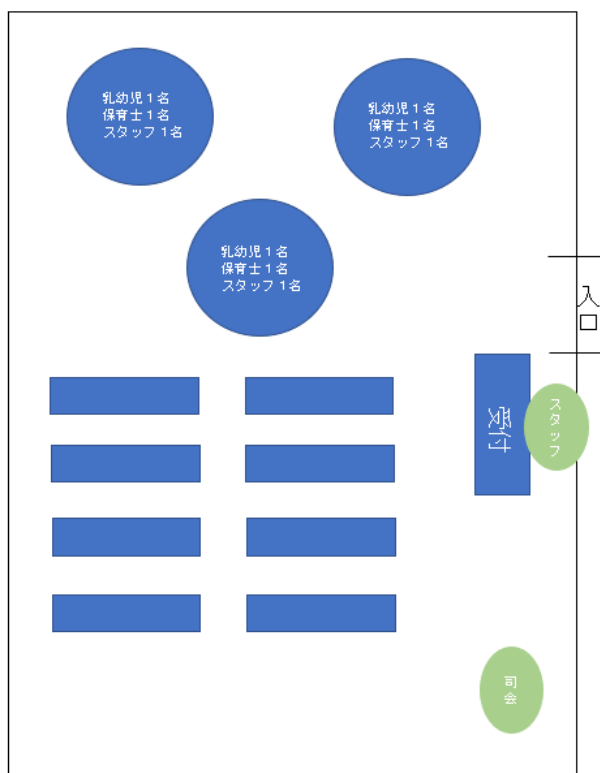 乳幼児１名
保育士１名
スタッフ１名
乳幼児１名
保育士１名
スタッフ１名
乳幼児１名
保育士１名
スタッフ１名
入口
受付
スタッフ
司会